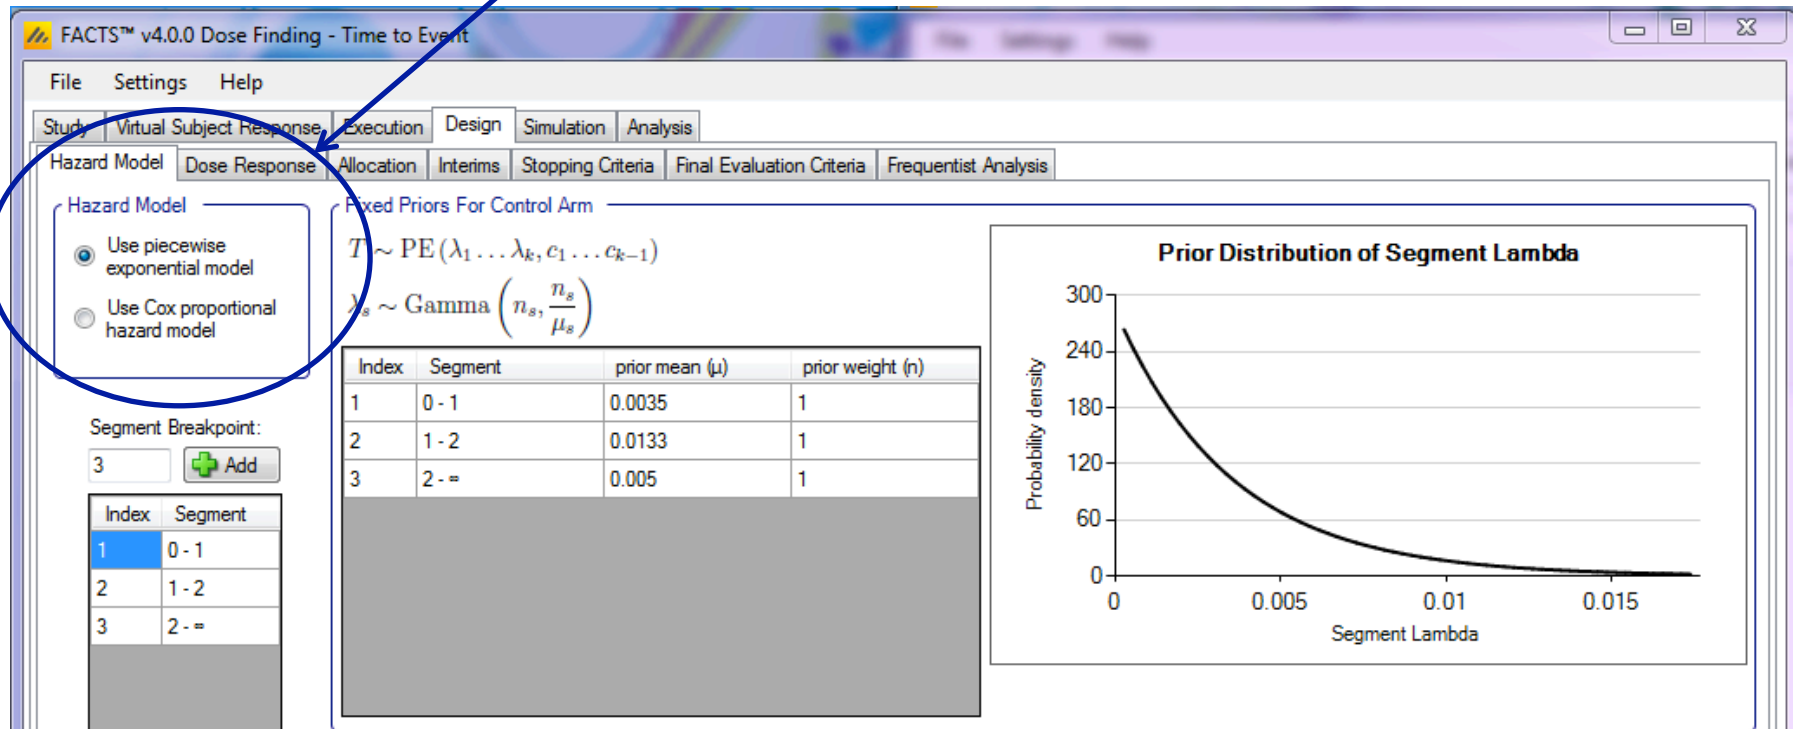 FACTS™ v4.0.0 Dose Finding - Time to Event
File Settings Help
File Settings Help
Study Virtual Subject Response Execution Design Simulation Analysis
Hazard Model Dose Response Allocation Interims Stopping Criteria Final Evaluation Criteria Frequentist Analysis
Hazard Model
Use piecewise
exponential model
Use Cox proportional
hazard model
Segment Breakpoint:
3 Add
Index Segment
1 0 - 1
2 1 - 2
3 2 - ∞
Fixed Priors For Control Arm
T ~ PE (λ₁ … λₖ, c₁ … cₖ₋₁)
λₛ ~ Gamma (nₛ, nₛ/μₛ)
Index Segment prior mean (μ) prior weight (n)
1 0 - 1 0.0035 1
2 1 - 2 0.0133 1
3 2 - ∞ 0.005 1
Prior Distribution of Segment Lambda
Probability density
300
240
180
120
60
0
0 0.005 0.01 0.015
Segment Lambda